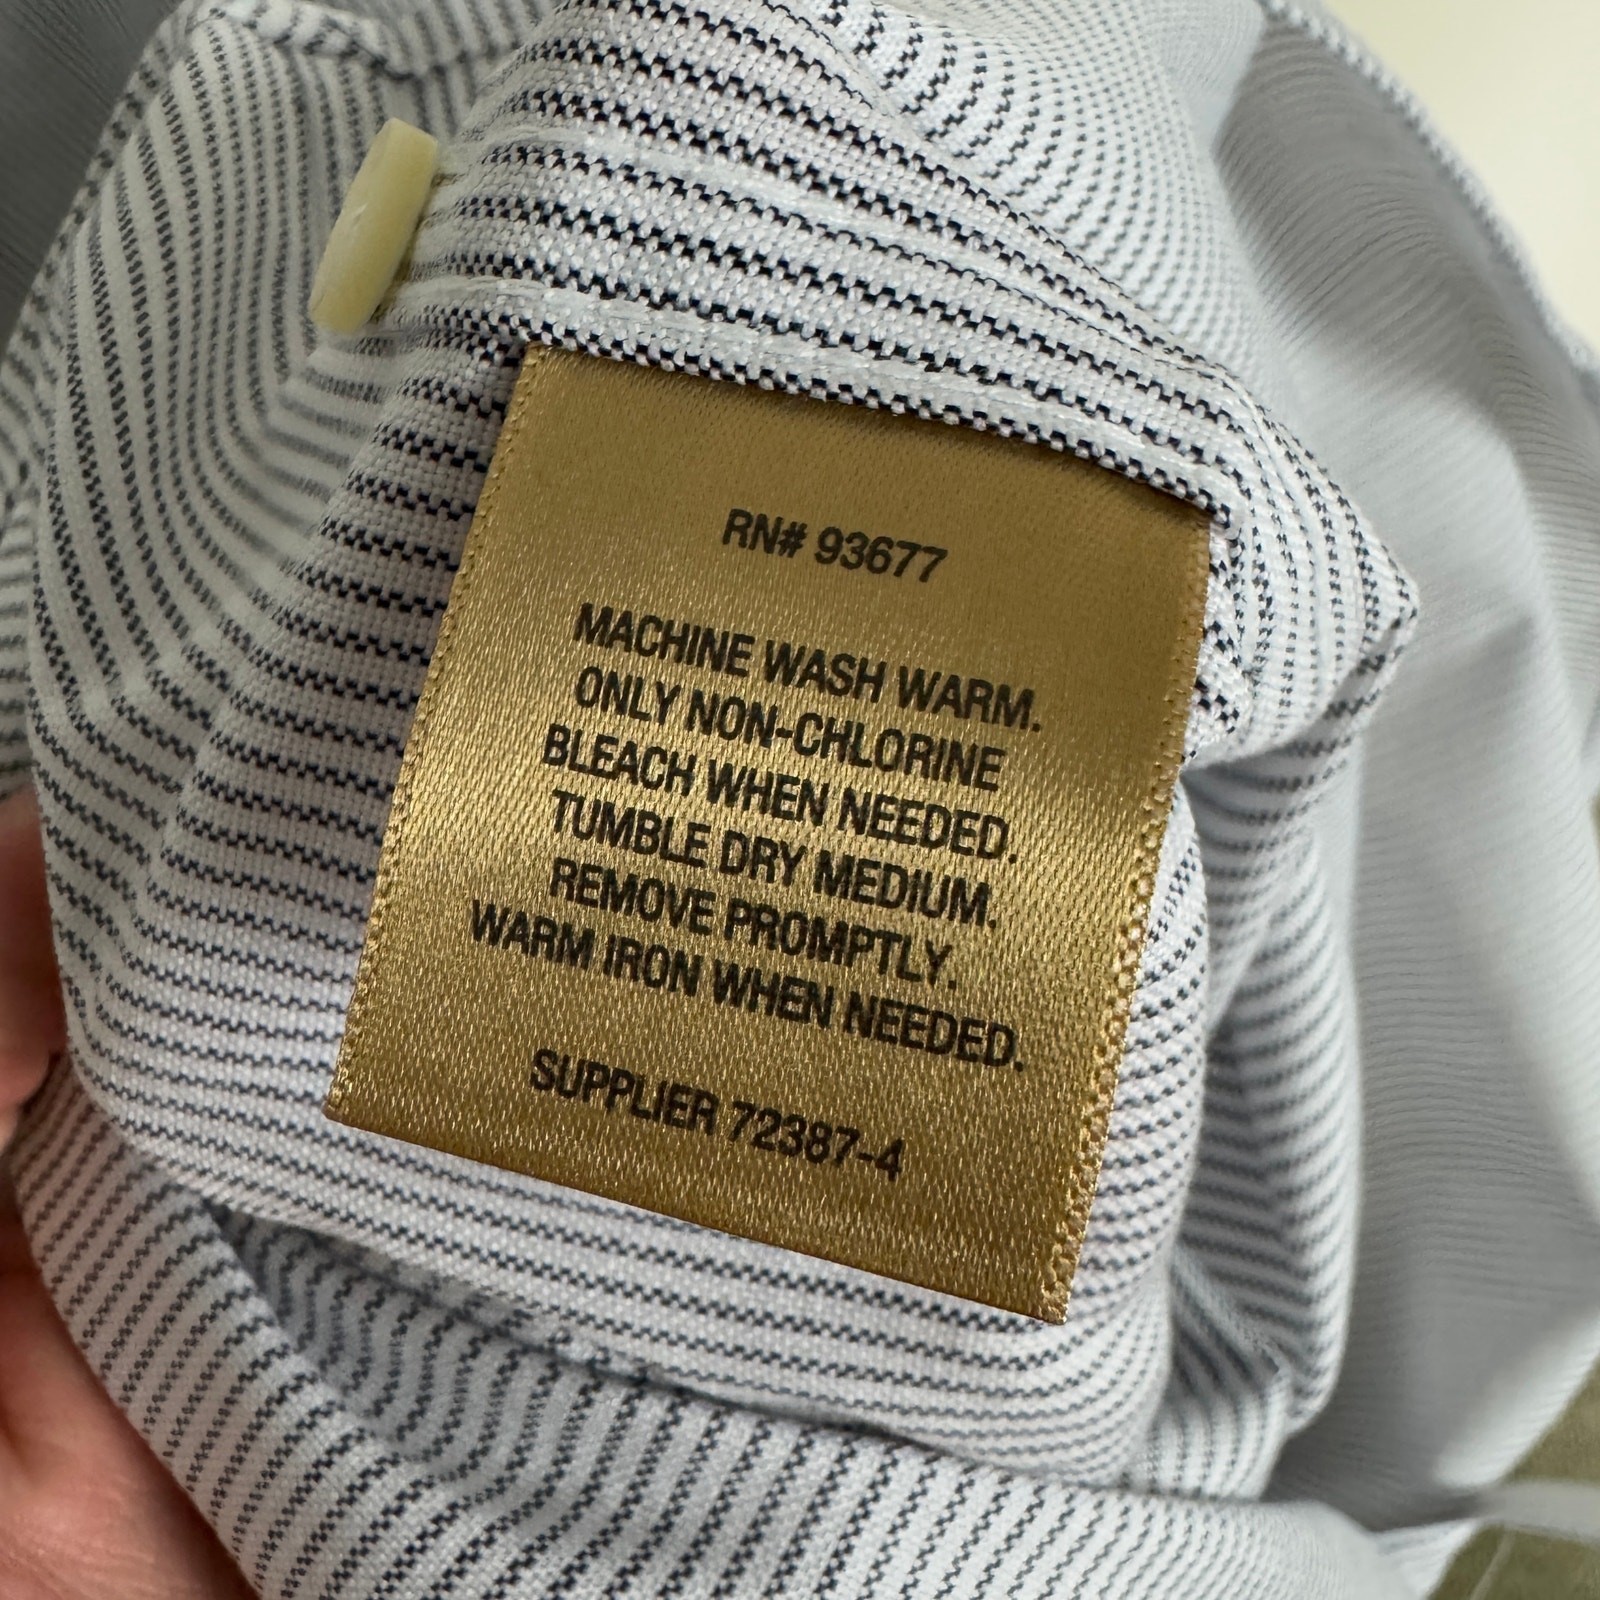 RN# 93677
MACHINE WASH WARM.
ONLY NON-CHLORINE
BLEACH WHEN NEEDED.
TUMBLE DRY MEDIUM.
REMOVE PROMPTLY.
WARM IRON WHEN NEEDED.
SUPPLIER 72387-4